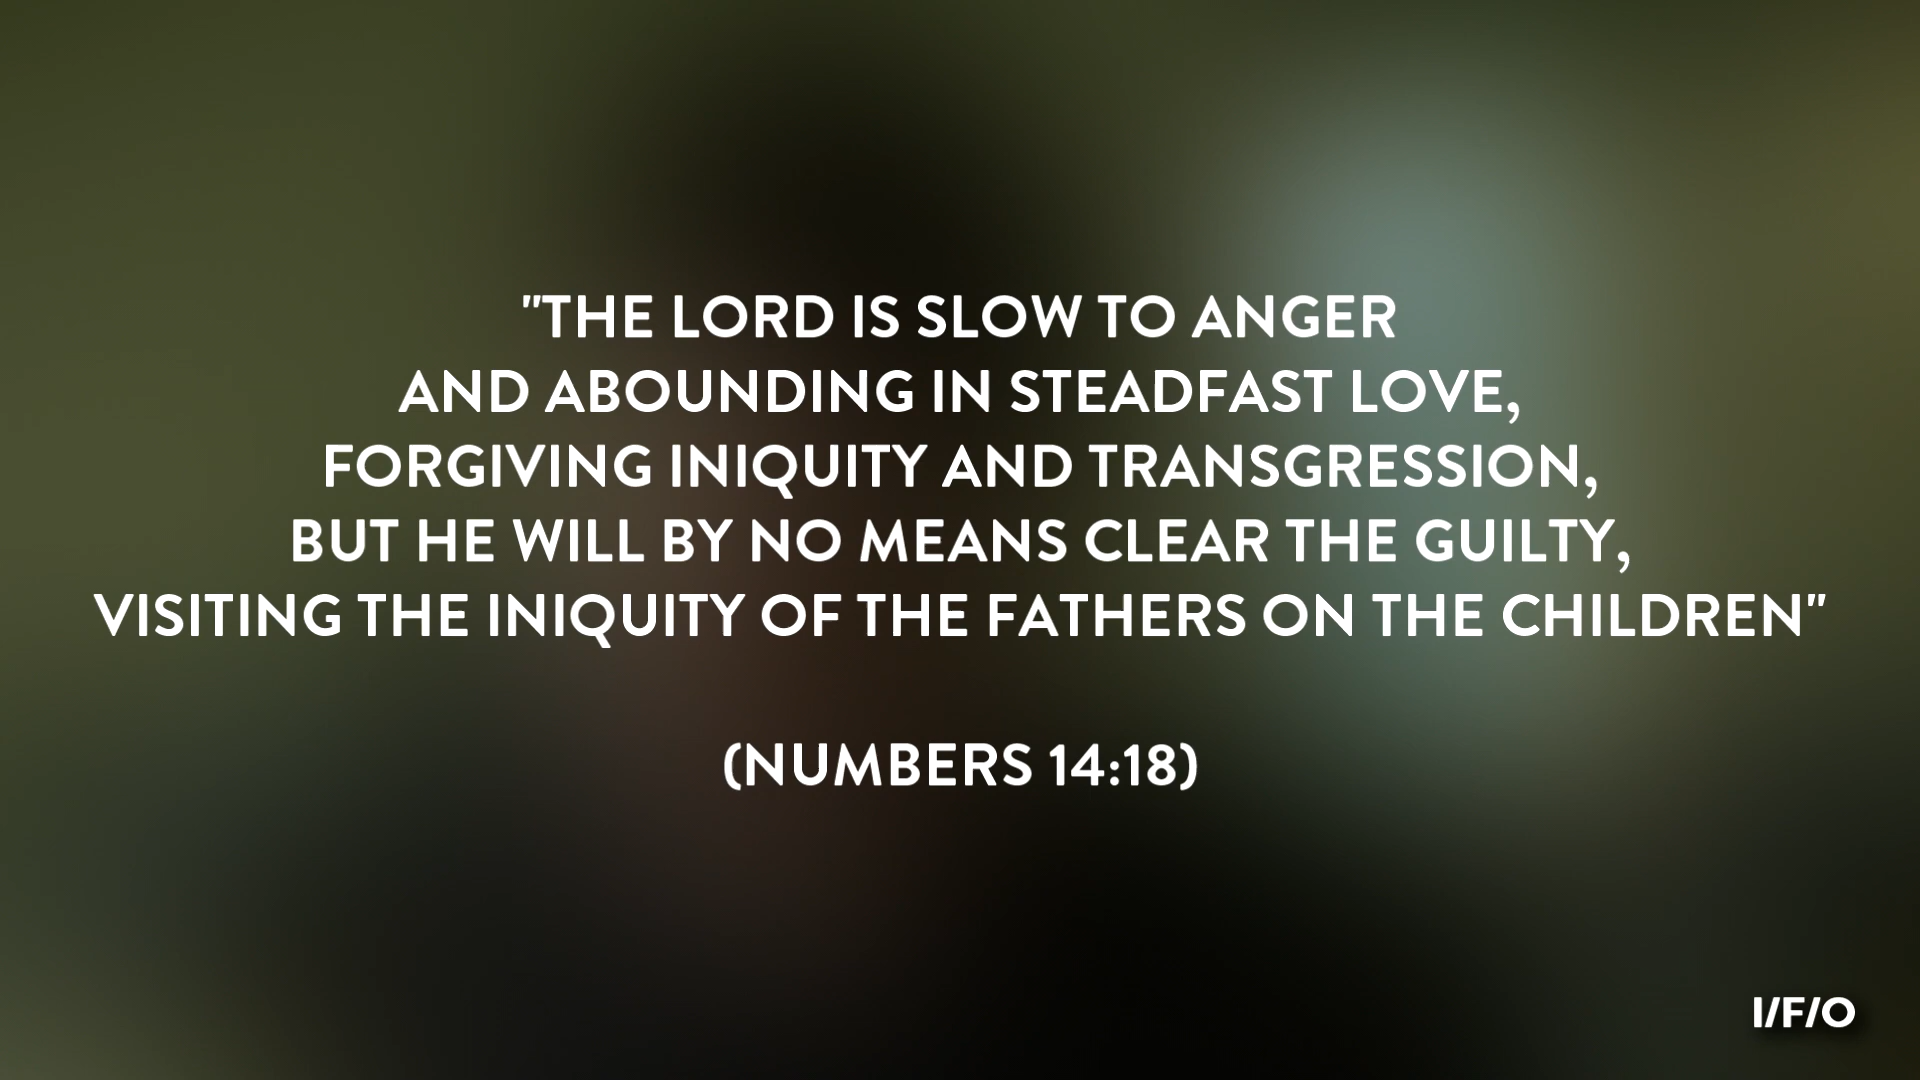 "THE LORD IS SLOW TO ANGER
AND ABOUNDING IN STEADFAST LOVE,
FORGIVING INIQUITY AND TRANSGRESSION,
BUT HE WILL BY NO MEANS CLEAR THE GUILTY,
VISITING THE INIQUITY OF THE FATHERS ON THE CHILDREN"
(NUMBERS 14:18)
I/F/O